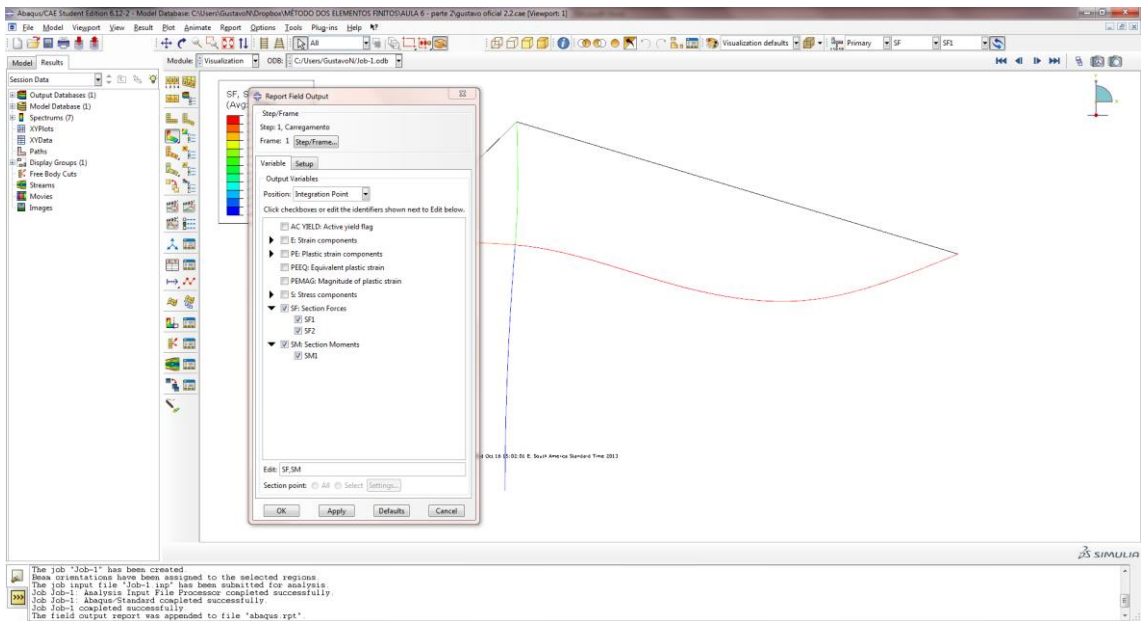 Abaqus/CAE Student Edition 6.12-2 - Model Database: C:\Users\GustavoN\Dropbox\MÉTODO DOS ELEMENTOS FINITOS\AULA 6 - parte 2\gustavo oficial 2.2.cae [Viewport: 1]
File Model Viewport View Result Plot Animate Report Options Tools Plug-ins Help
All
Visualization defaults Primary SF SF1
Model Results
Module: Visualization ODB: C:/Users/GustavoN/Job-1.odb
Session Data
Output Databases (1)
Model Database (1)
Spectrums (7)
XYPlots
XYData
Paths
Display Groups (1)
Free Body Cuts
Streams
Movies
Images
SF, S
(Avg:
Report Field Output
Step/Frame
Step: 1, Carregamento
Frame: 1 Step/Frame...
Variable Setup
Output Variables
Position: Integration Point
Click checkboxes or edit the identifiers shown next to Edit below.
AC YIELD: Active yield flag
E: Strain components
PE: Plastic strain components
PEEQ: Equivalent plastic strain
PEMAG: Magnitude of plastic strain
S: Stress components
SF: Section Forces
SF1
SF2
SM: Section Moments
SM1
Edit: SF,SM
Section point: All Select Settings...
OK Apply Defaults Cancel
Oct 16 E. South America Standard Time 2013
SIMULIA
The job "Job-1" has been created.
Beam orientations have been assigned to the selected regions.
The job input file "Job-1.inp" has been submitted for analysis.
Job Job-1: Analysis Input File Processor completed successfully.
Job Job-1: Abaqus/Standard completed successfully.
Job Job-1 completed successfully.
The field output report was appended to file "abaqus.rpt".